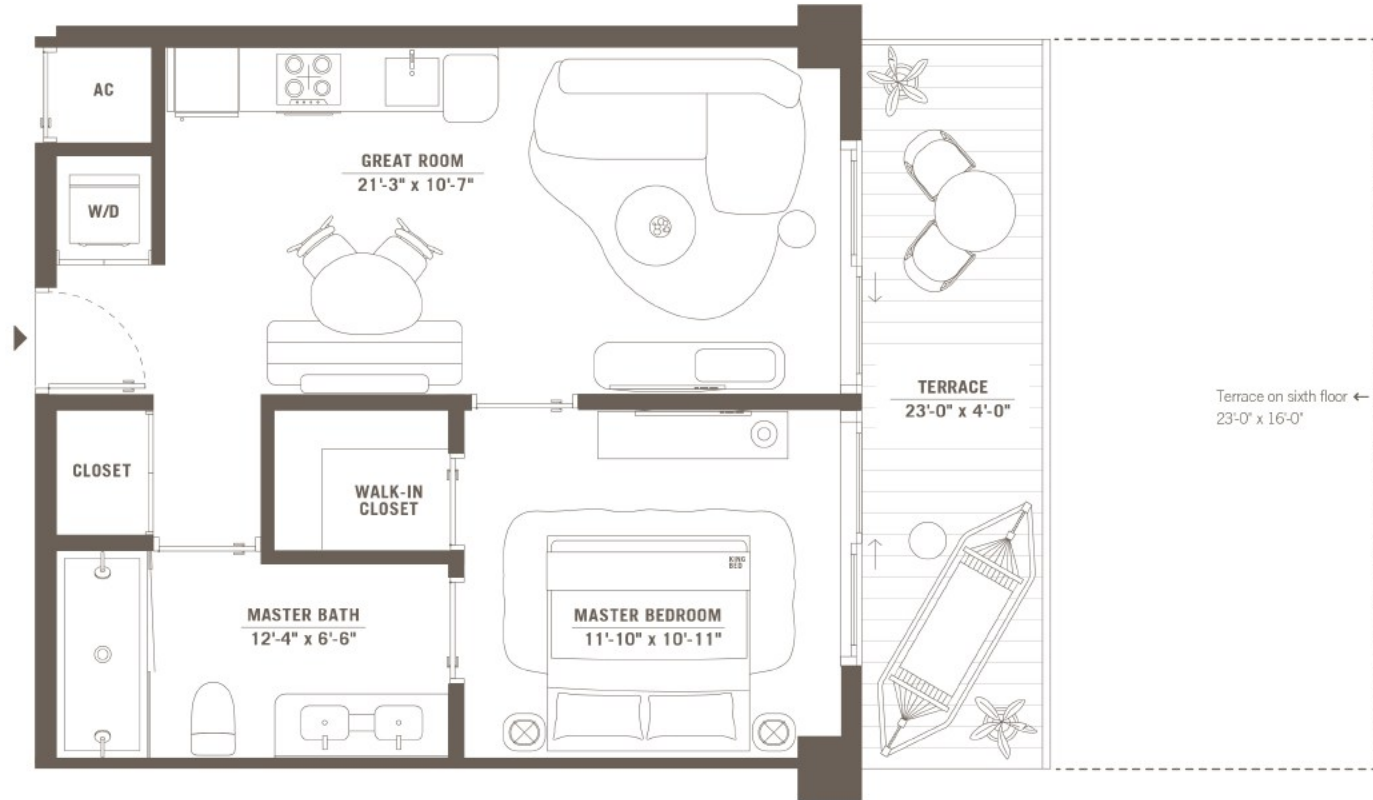 AC
GREAT ROOM
21'-3" x 10'-7"
W/D
TERRACE
23'-0" x 4'-0"
Terrace on sixth floor ←
23'-0" x 16'-0"
CLOSET
WALK-IN
CLOSET
KING
BED
MASTER BATH
12'-4" x 6'-6"
MASTER BEDROOM
11'-10" x 10'-11"